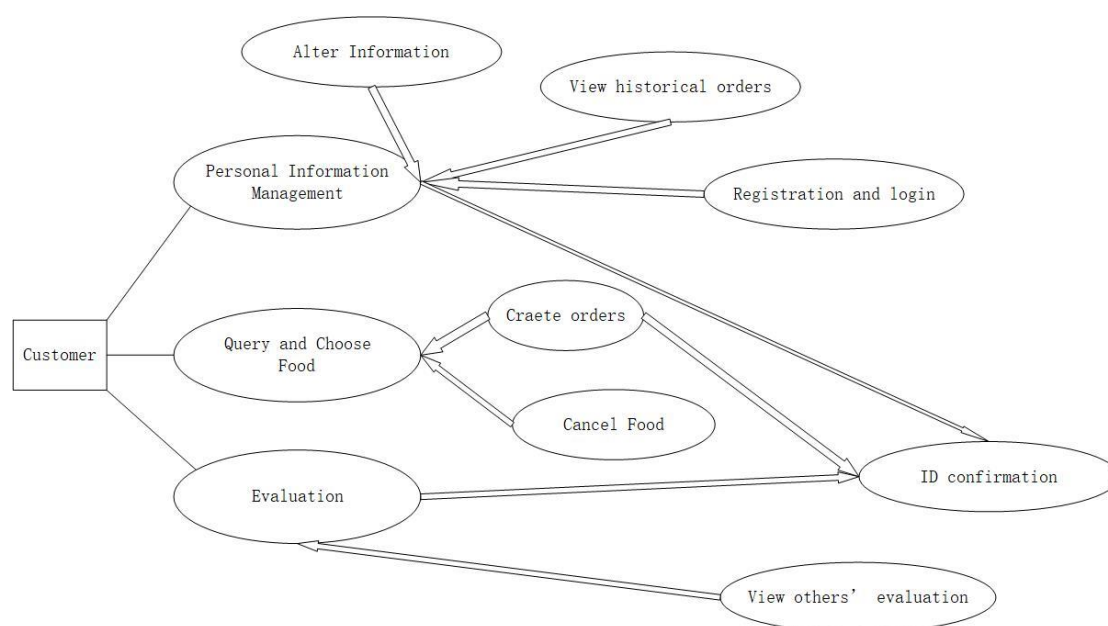 Alter Information
View historical orders
Personal Information
Management
Registration and login
Craete orders
Customer
Query and Choose
Food
Cancel Food
ID confirmation
Evaluation
View others’ evaluation